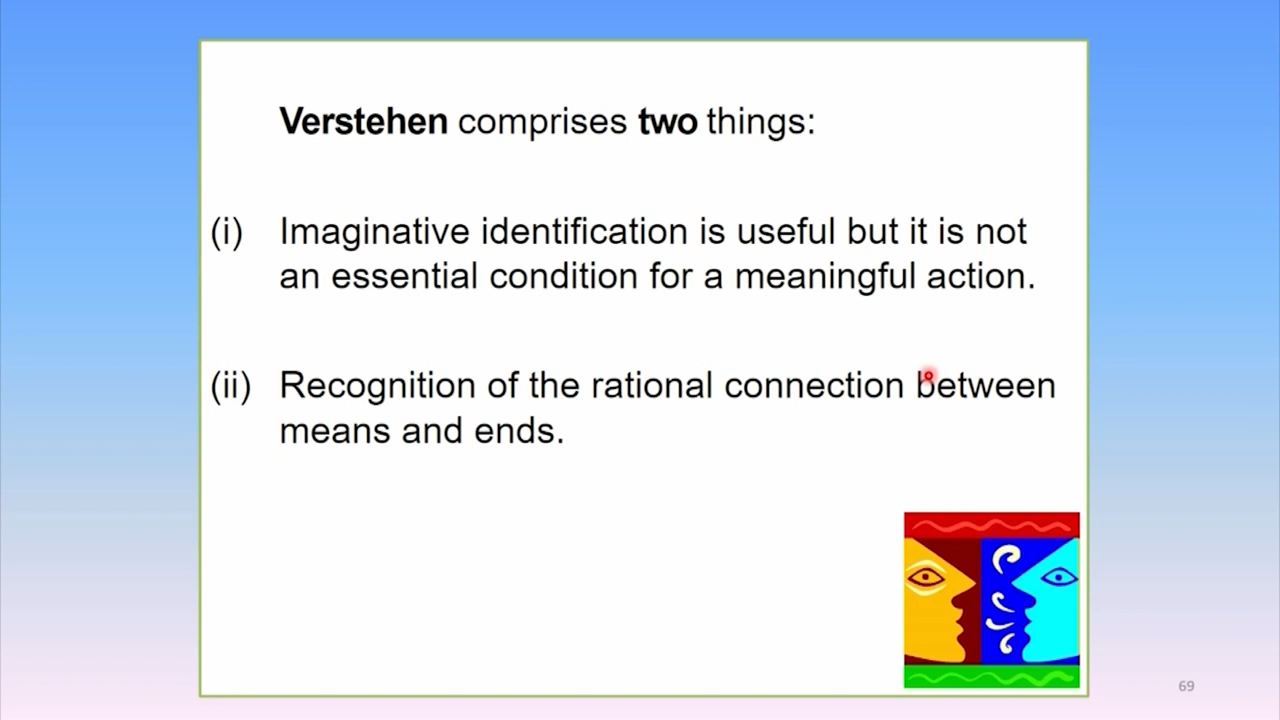 Verstehen comprises two things:
(i) Imaginative identification is useful but it is not
an essential condition for a meaningful action.
(ii) Recognition of the rational connection between
means and ends.
69